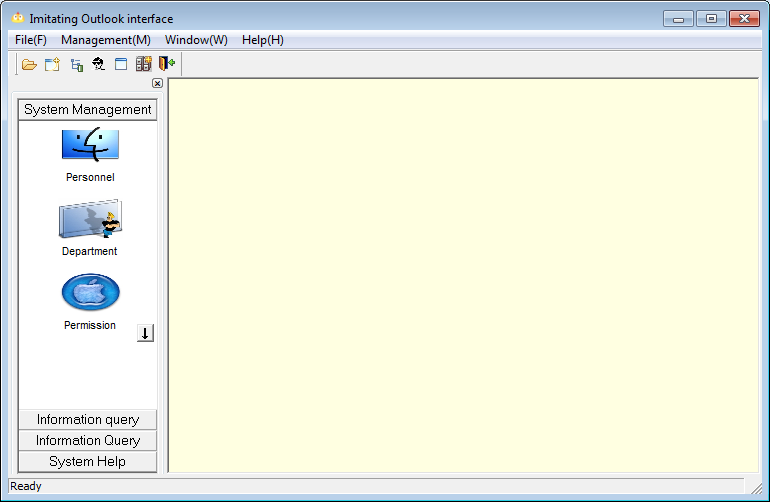 Imitating Outlook interface
File(F) Management(M) Window(W) Help(H)
System Management
Personnel
Department
Permission
Information query
Information Query
System Help
Ready